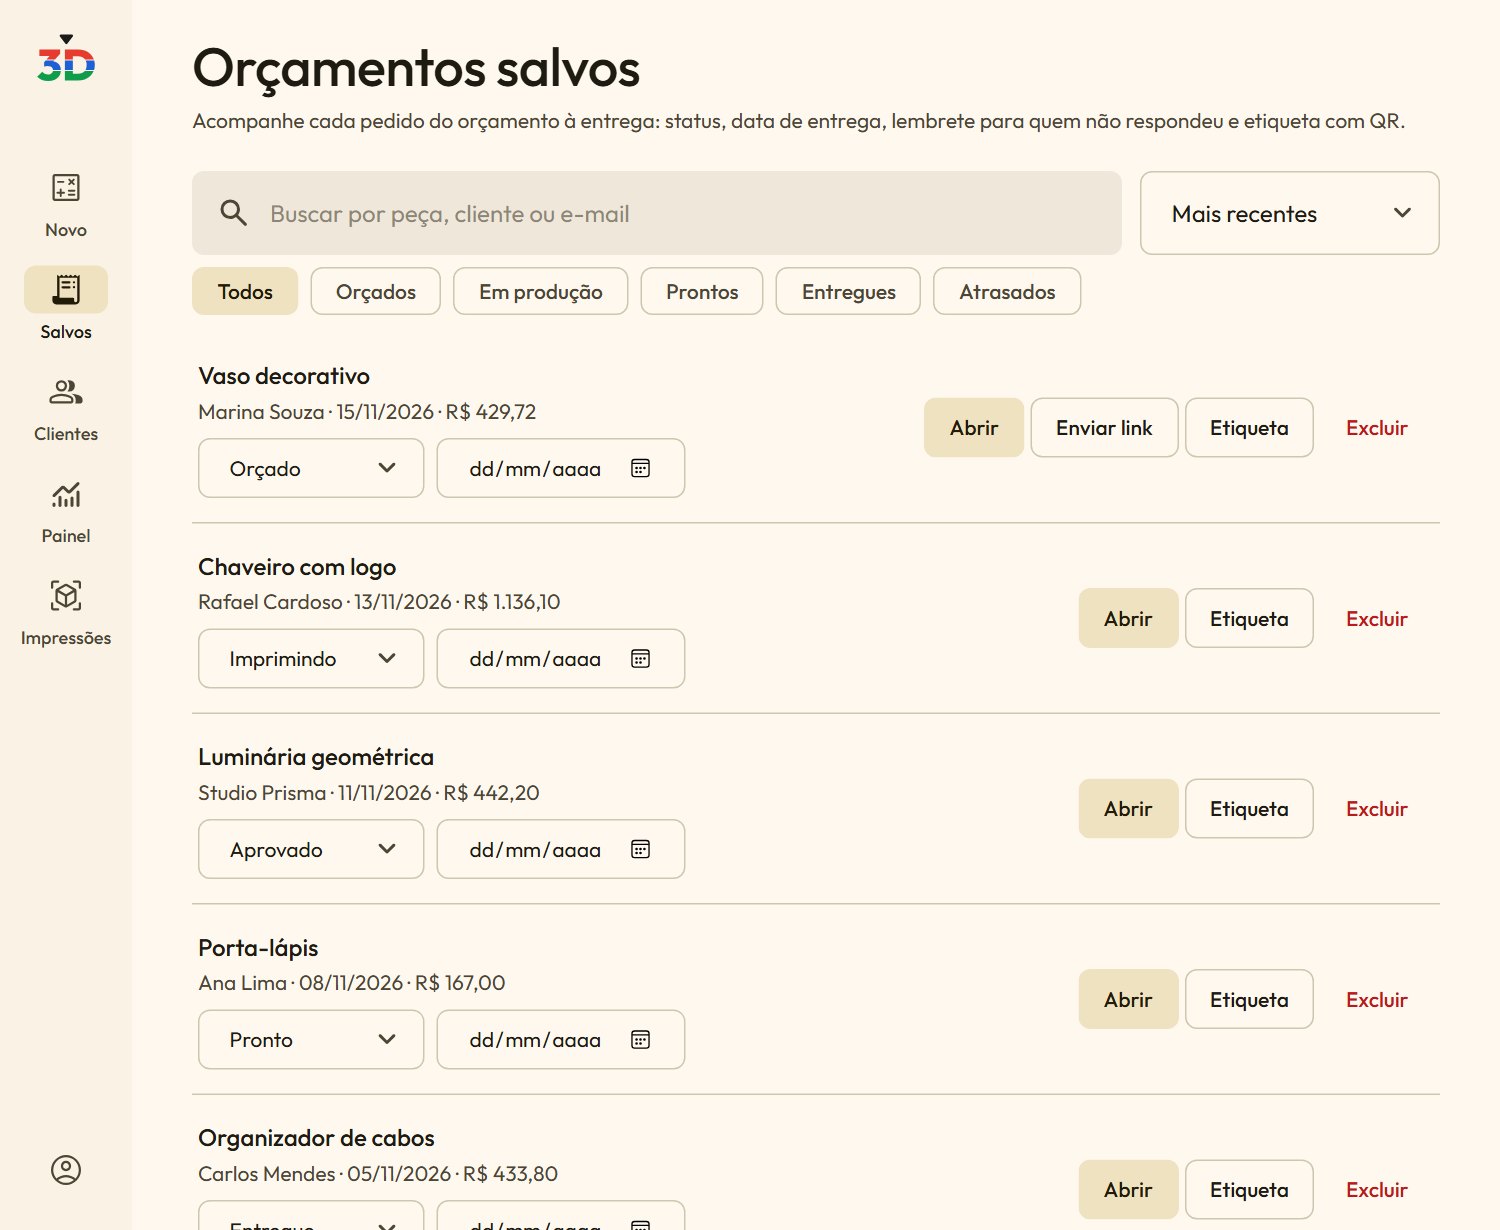 3D
Orçamentos salvos
Acompanhe cada pedido do orçamento à entrega: status, data de entrega, lembrete para quem não respondeu e etiqueta com QR.
Novo
Salvos
Clientes
Painel
Impressões
Buscar por peça, cliente ou e-mail
Mais recentes
Todos Orçados Em produção Prontos Entregues Atrasados
Vaso decorativo
Marina Souza · 15/11/2026 · R$ 429,72
Orçado dd/mm/aaaa
Abrir Enviar link Etiqueta Excluir
Chaveiro com logo
Rafael Cardoso · 13/11/2026 · R$ 1.136,10
Imprimindo dd/mm/aaaa
Abrir Etiqueta Excluir
Luminária geométrica
Studio Prisma · 11/11/2026 · R$ 442,20
Aprovado dd/mm/aaaa
Abrir Etiqueta Excluir
Porta-lápis
Ana Lima · 08/11/2026 · R$ 167,00
Pronto dd/mm/aaaa
Abrir Etiqueta Excluir
Organizador de cabos
Carlos Mendes · 05/11/2026 · R$ 433,80
Entregue dd/mm/aaaa
Abrir Etiqueta Excluir